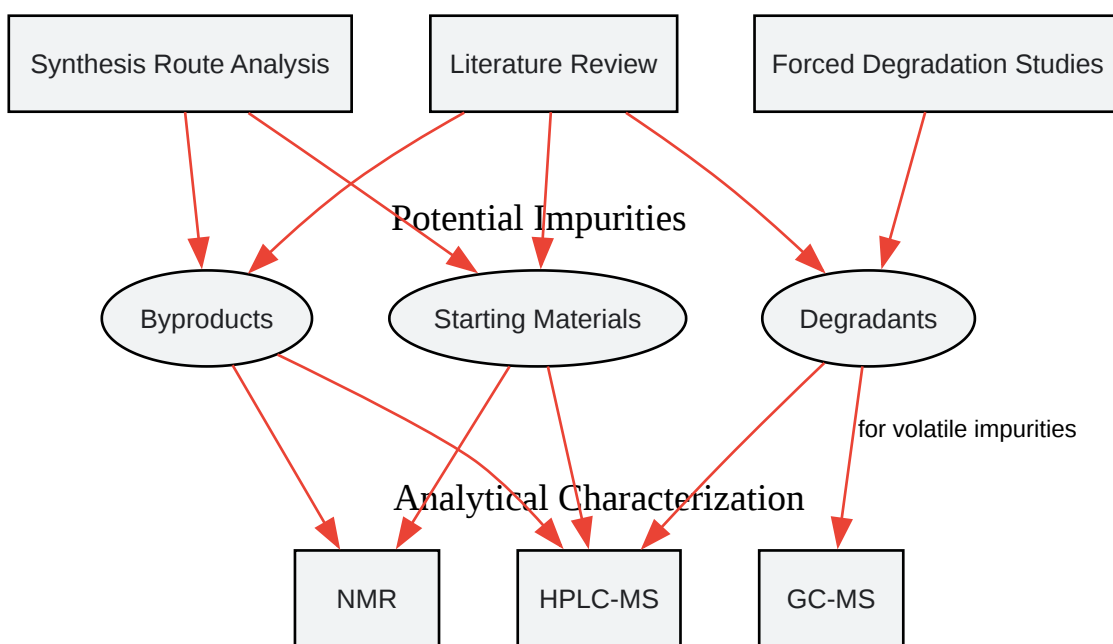 Synthesis Route Analysis
Literature Review
Forced Degradation Studies
Potential Impurities
Byproducts
Starting Materials
Degradants
for volatile impurities
Analytical Characterization
NMR
HPLC-MS
GC-MS